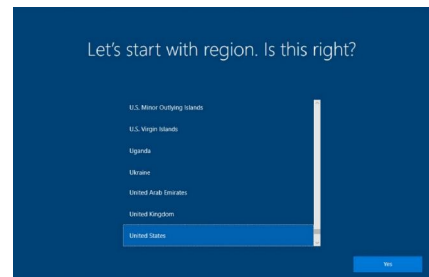 Let's start with region. Is this right?
U.S. Minor Outlying Islands
U.S. Virgin Islands
Uganda
Ukraine
United Arab Emirates
United Kingdom
United States
Yes